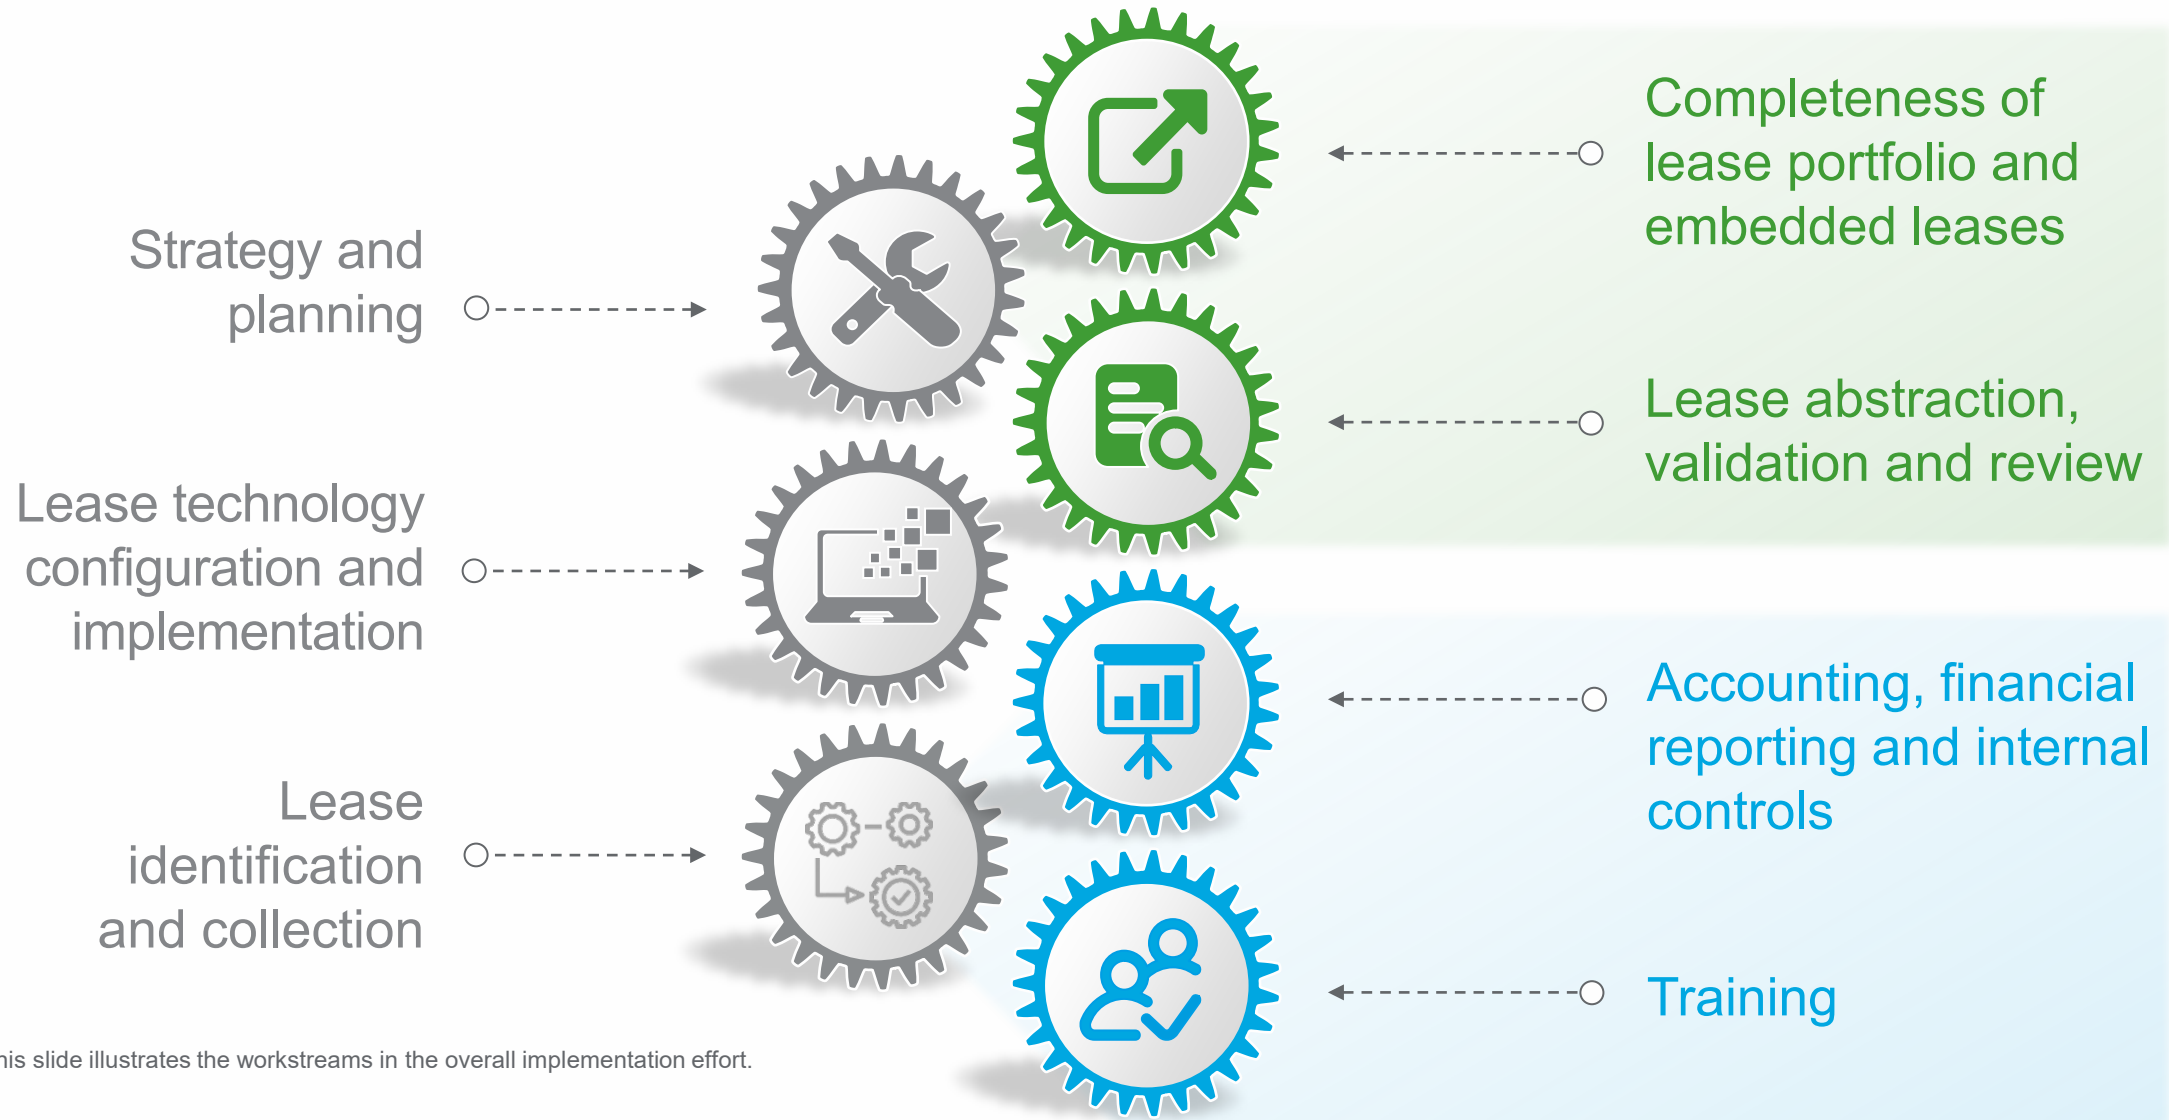 Strategy and
planning
Lease technology
configuration and
implementation
Lease
identification
and collection
Completeness of
lease portfolio and
embedded leases
Lease abstraction,
validation and review
Accounting, financial
reporting and internal
controls
Training
his slide illustrates the workstreams in the overall implementation effort.